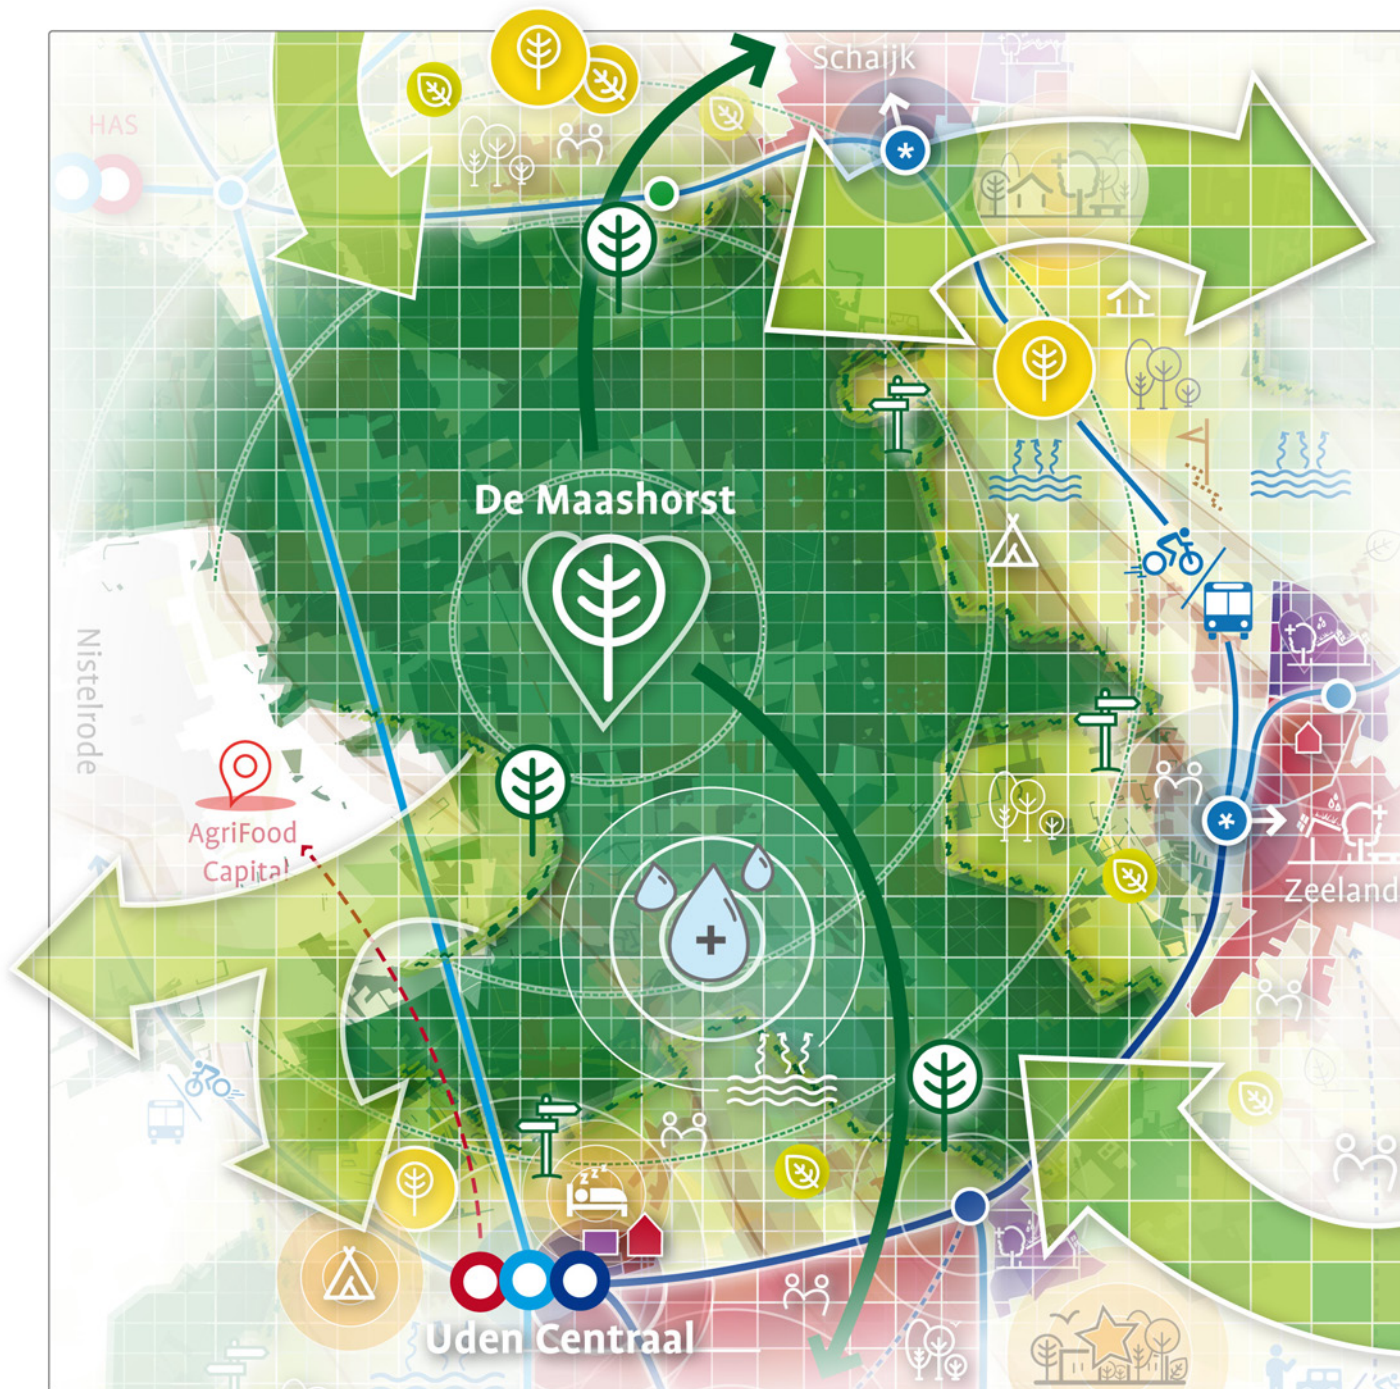 Schaijk
HAS
De Maashorst
Nistelrode
AgriFood
Capital
Zeeland
z z z
Uden Centraal